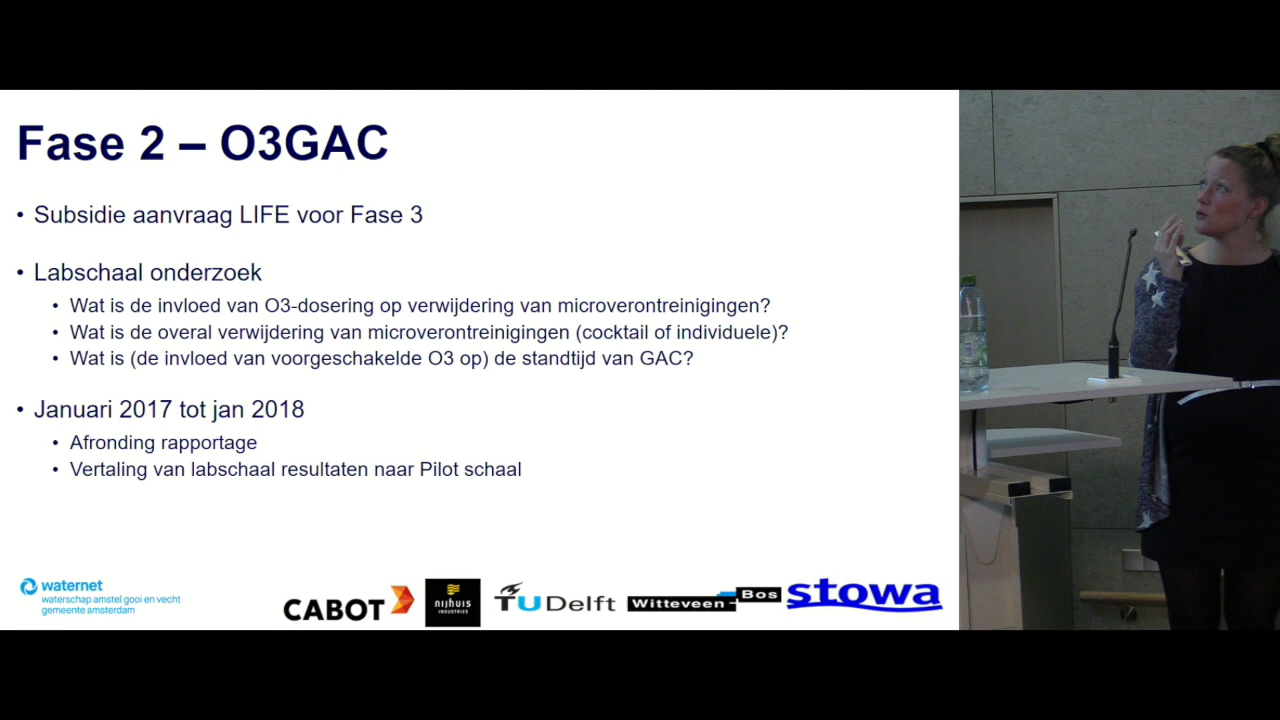 Fase 2 – O3GAC
• Subsidie aanvraag LIFE voor Fase 3
• Labschaal onderzoek
• Wat is de invloed van O3-dosering op verwijdering van microverontreinigingen?
• Wat is de overal verwijdering van microverontreinigingen (cocktail of individuele)?
• Wat is (de invloed van voorgeschakelde O3 op) de standtijd van GAC?
• Januari 2017 tot jan 2018
• Afronding rapportage
• Vertaling van labschaal resultaten naar Pilot schaal
waternet
waterschap amstel gooi en vecht
gemeente amsterdam
CABOT
nijhuis
INDUSTRIES
TU Delft
Witteveen+Bos
stowa